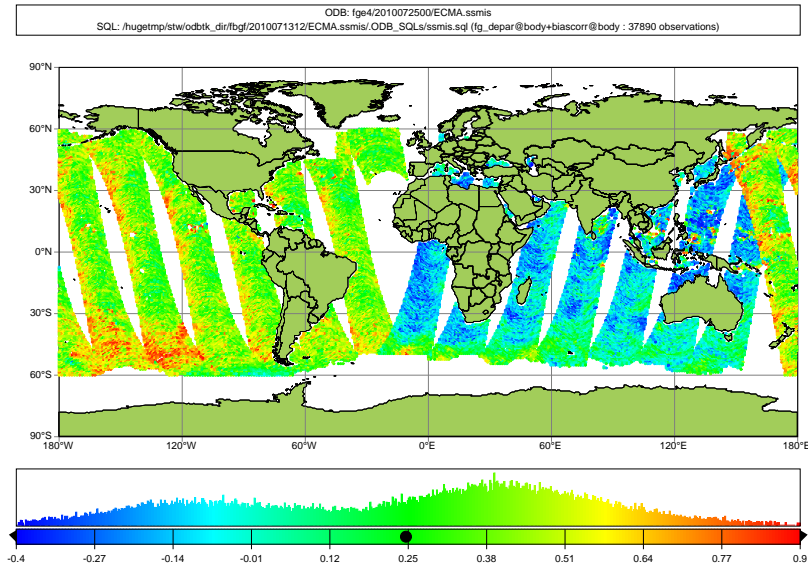 ODB: fge4/2010072500/ECMA.ssmis
SQL: /hugetmp/stw/odbtk_dir/fbgf/2010071312/ECMA.ssmis/.ODB_SQLs/ssmis.sql (fg_depar@body+biascorr@body : 37890 observations)
90°N
60°N
30°N
0°N
30°S
60°S
90°S
180°W 120°W 60°W 0°E 60°E 120°E 180°E
-0.4 -0.27 -0.14 -0.01 0.12 0.25 0.38 0.51 0.64 0.77 0.9